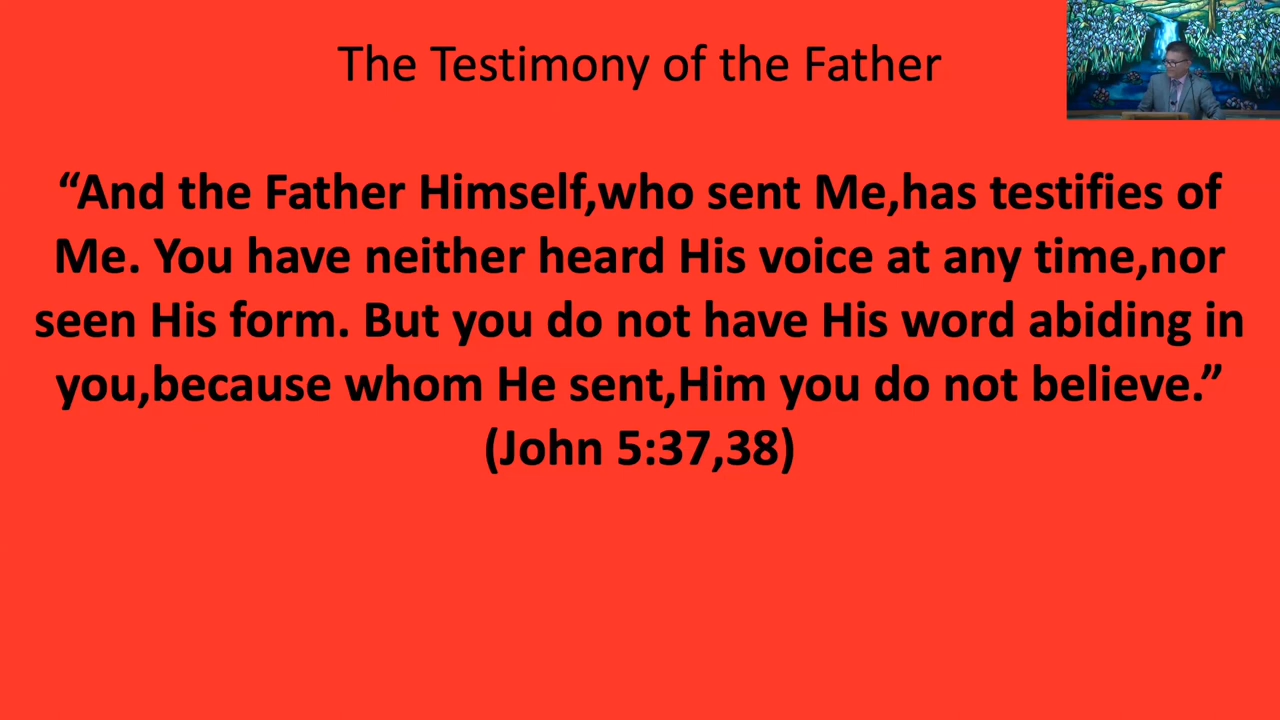 The Testimony of the Father
“And the Father Himself,who sent Me,has testifies of
Me. You have neither heard His voice at any time,nor
seen His form. But you do not have His word abiding in
you,because whom He sent,Him you do not believe.”
(John 5:37,38)